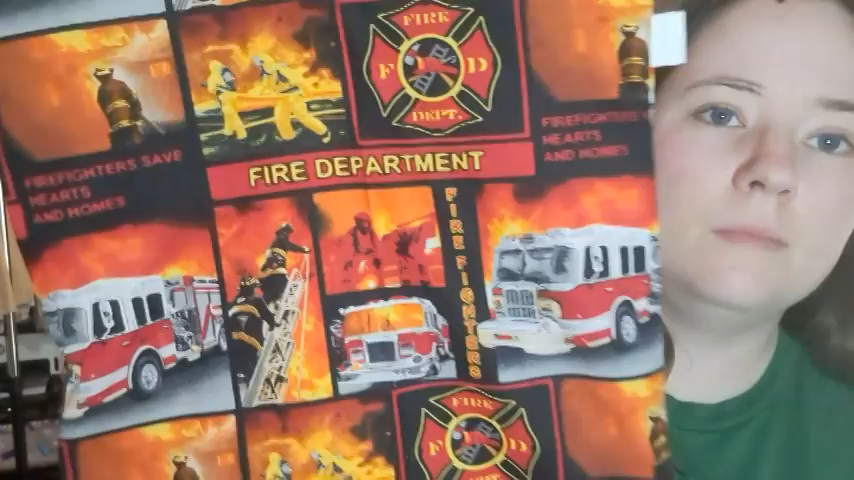 FIRE
F D
DEPT.
FIREFIGHTERS SAVE
HEARTS
AND HOMES
FIRE DEPARTMENT
FIREFIGHTERS
HEARTS
AND HOMES
FIRE FIGHTERS
FIRE
F D